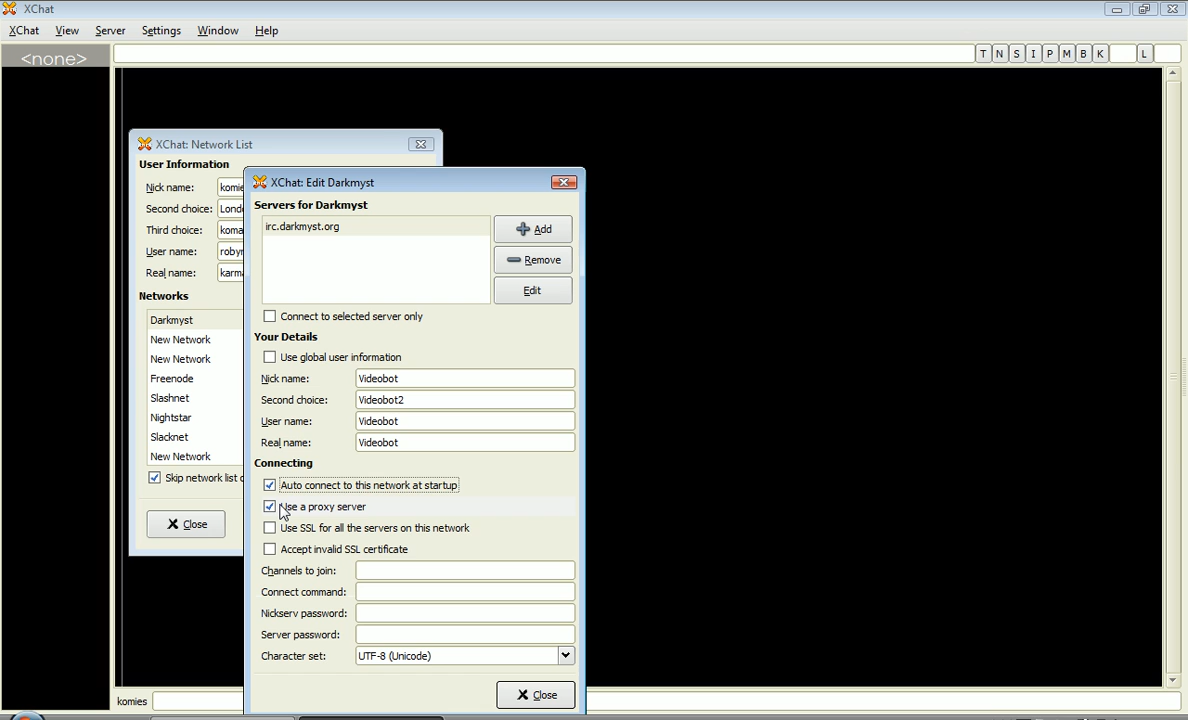 XChat
XChat View Server Settings Window Help
<none>
T N S I P M B K L
XChat: Network List
User Information
Nick name: komie
Second choice: Lond
Third choice: koma
User name: robyr
Real name: karma
Networks
Darkmyst
New Network
New Network
Freenode
Slashnet
Nightstar
Slacknet
New Network
Skip network list
Close
XChat: Edit Darkmyst
Servers for Darkmyst
irc.darkmyst.org
Add
Remove
Edit
Connect to selected server only
Your Details
Use global user information
Nick name: Videobot
Second choice: Videobot2
User name: Videobot
Real name: Videobot
Connecting
Auto connect to this network at startup
Use a proxy server
Use SSL for all the servers on this network
Accept invalid SSL certificate
Channels to join:
Connect command:
Nickserv password:
Server password:
Character set: UTF-8 (Unicode)
Close
komies